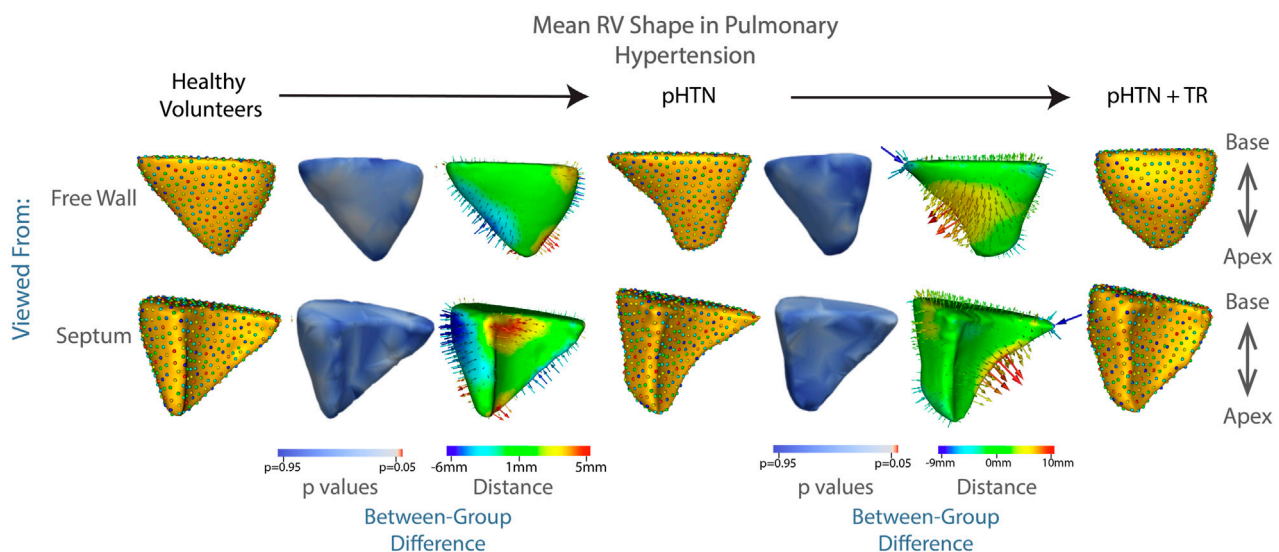 Mean RV Shape in Pulmonary
Hypertension
Healthy
Volunteers
pHTN
pHTN + TR
Viewed From:
Free Wall
Base
Apex
Septum
Base
Apex
p=0.95
p=0.05
-6mm
1mm
5mm
p=0.95
p=0.05
-9mm
0mm
10mm
p values
Distance
p values
Distance
Between-Group
Difference
Between-Group
Difference